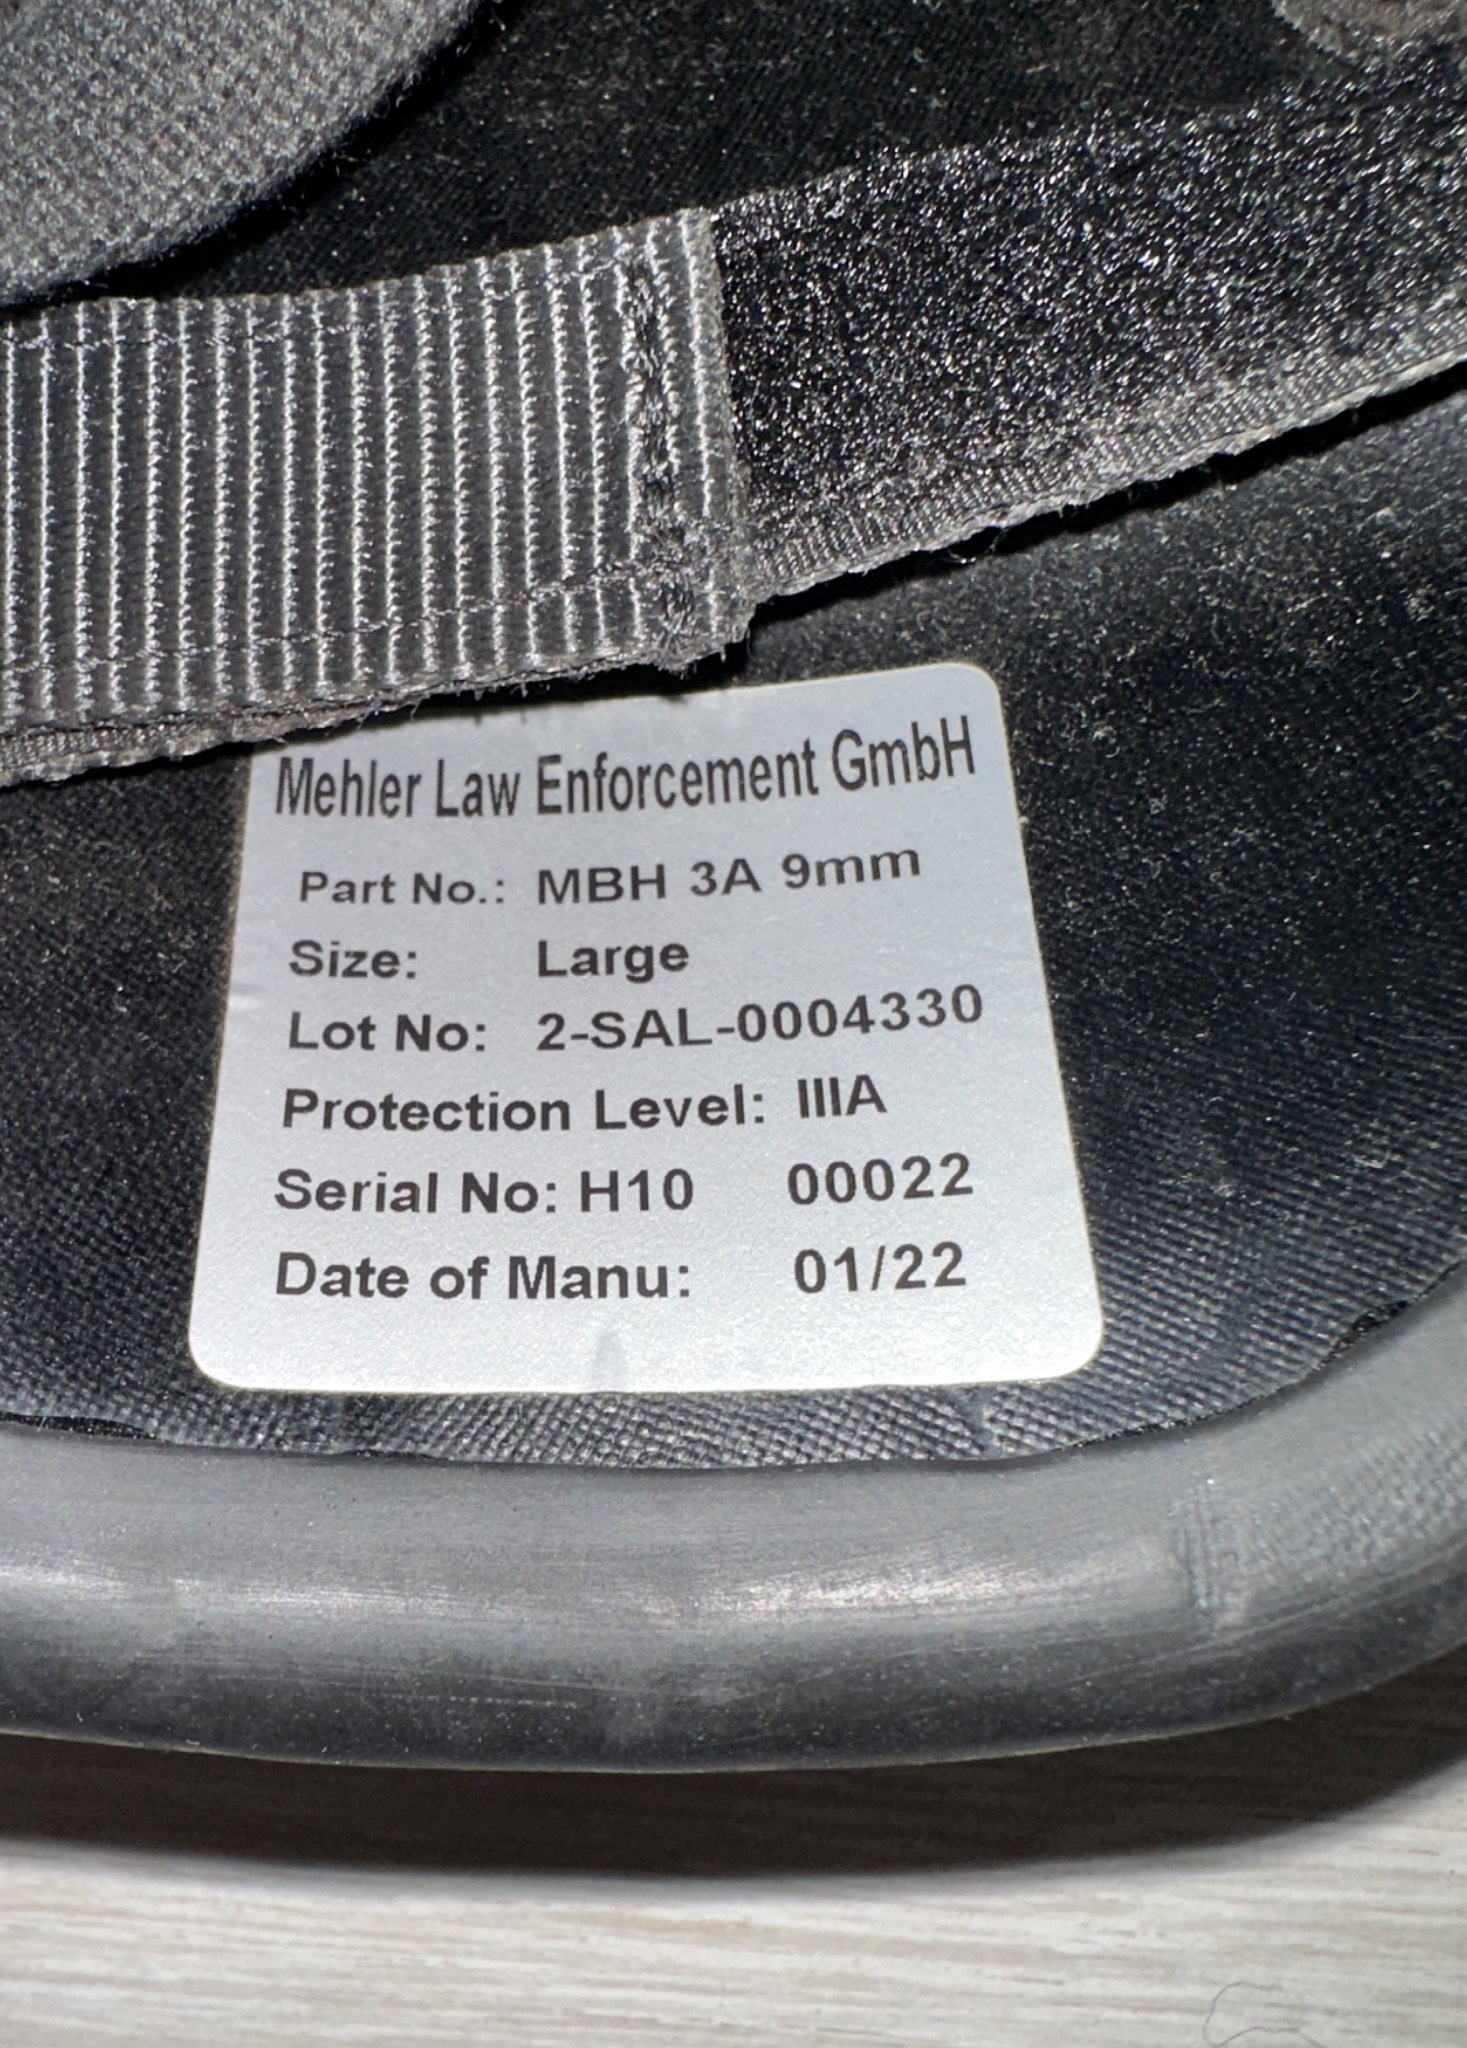 Mehler Law Enforcement GmbH
Part No.: MBH 3A 9mm
Size: Large
Lot No: 2-SAL-0004330
Protection Level: IIIA
Serial No: H10 00022
Date of Manu: 01/22